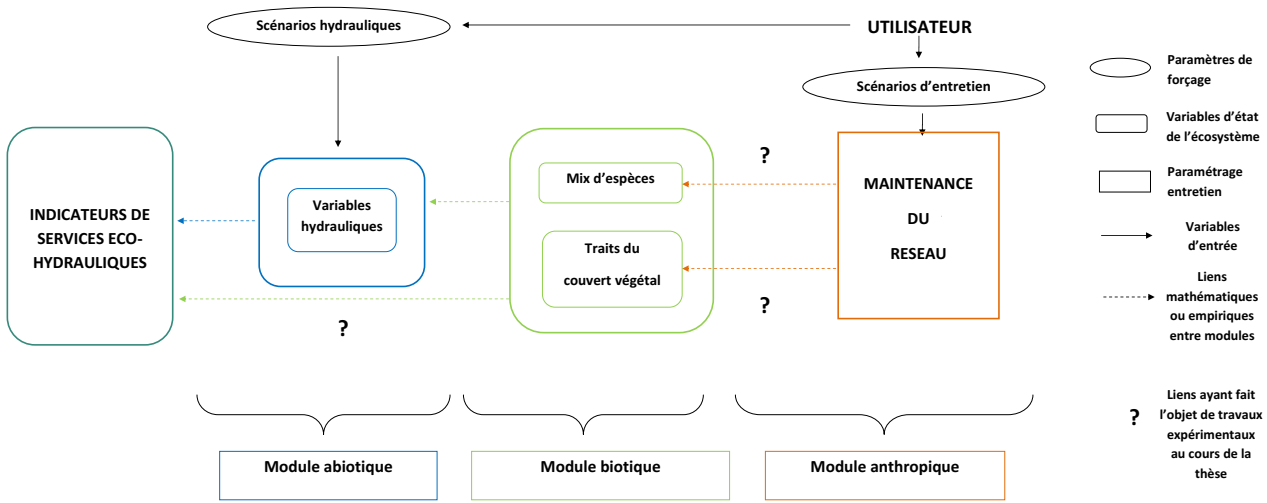 Scénarios hydrauliques
UTILISATEUR
Scénarios d'entretien
INDICATEURS DE
SERVICES ECO-
HYDRAULIQUES
Variables
hydrauliques
Mix d'espèces
Traits du
couvert végétal
?
?
?
MAINTENANCE
DU
RESEAU
Module abiotique
Module biotique
Module anthropique
Paramètres de
forçage
Variables d'état
de l'écosystème
Paramétrage
entretien
Variables
d'entrée
Liens
mathématiques
ou empiriques
entre modules
?
Liens ayant fait
l'objet de travaux
expérimentaux
au cours de la
thèse